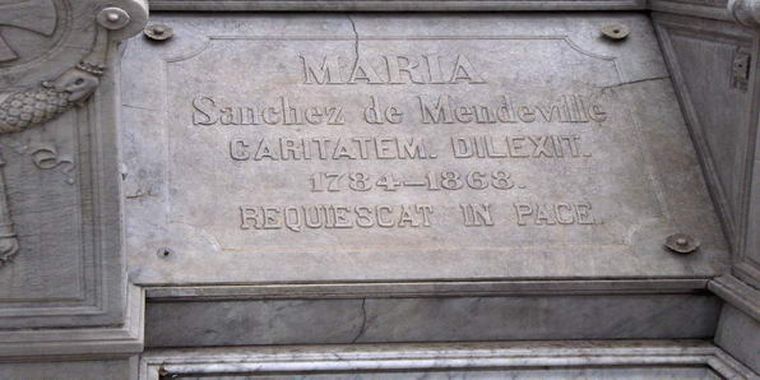 MARIA
Sanchez de Mendeville
CARITATEM. DILEXIT.
1784–1868.
REQUIESCAT IN PACE.